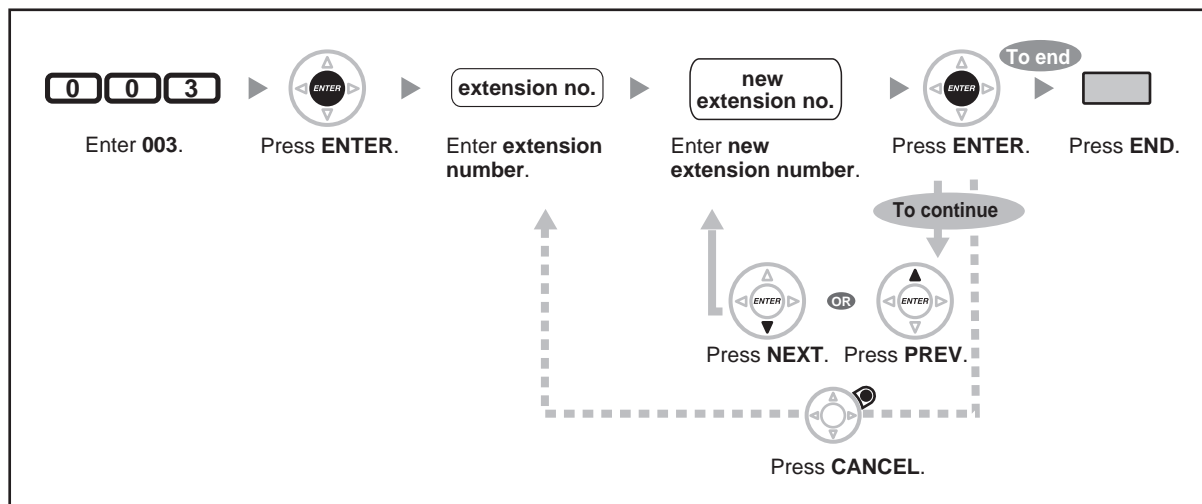 To end
0 0 3 ENTER extension no. new extension no. ENTER
Enter 003. Press ENTER. Enter extension number. Enter new extension number. Press ENTER. Press END.
To continue
ENTER OR ENTER
Press NEXT. Press PREV.
Press CANCEL.